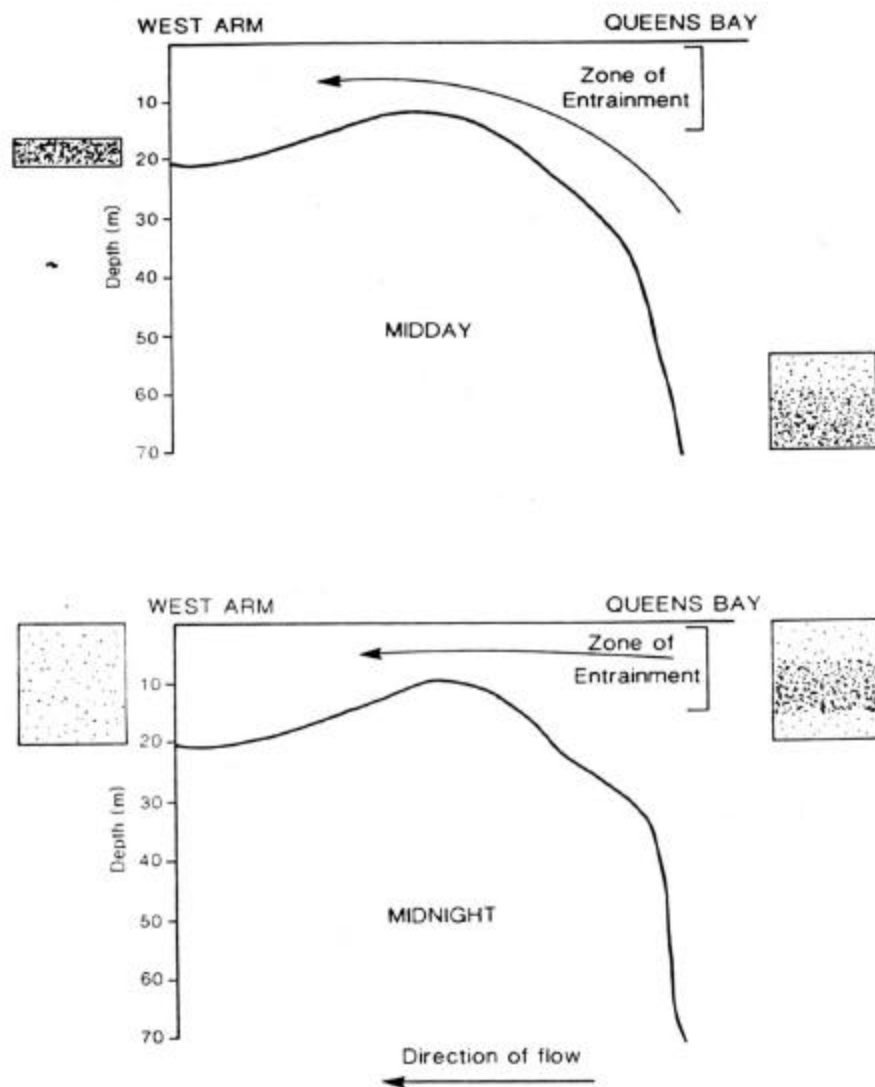 WEST ARM QUEENS BAY
Zone of
Entrainment
10
20
30
40
50
60
70
Depth (m)
MIDDAY
WEST ARM QUEENS BAY
Zone of
Entrainment
10
20
30
40
50
60
70
Depth (m)
MIDNIGHT
Direction of flow